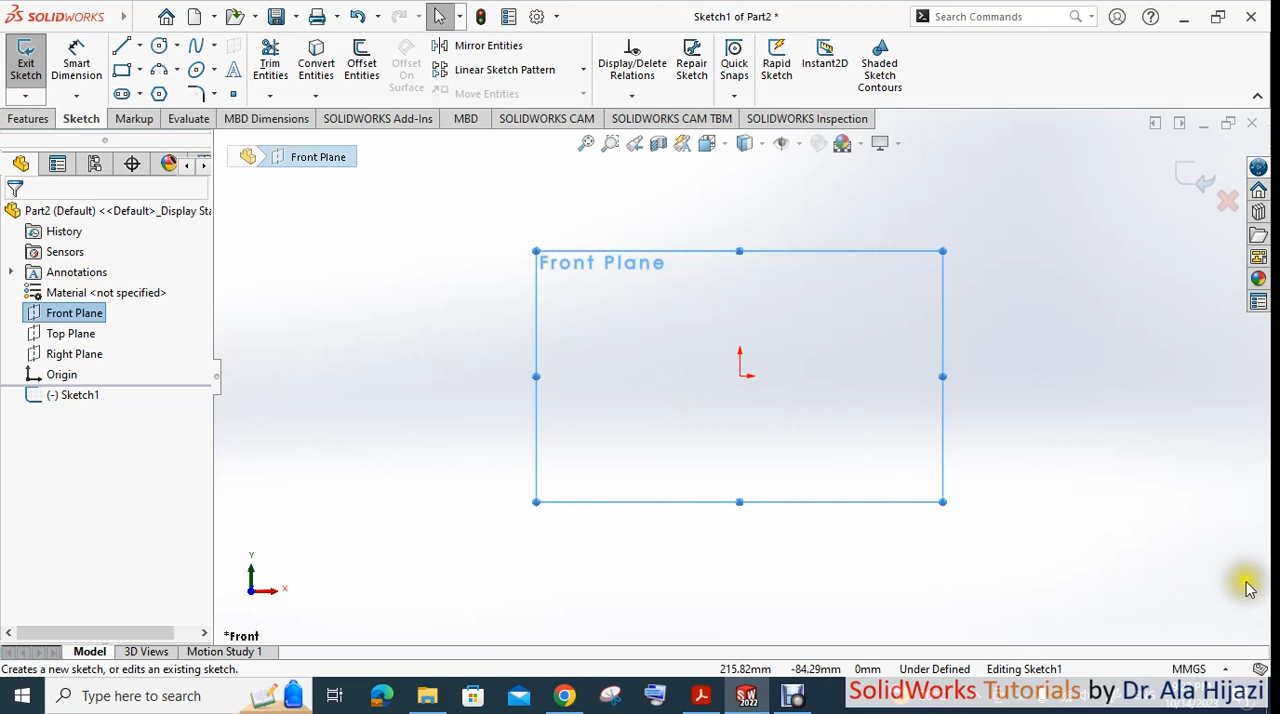 SOLIDWORKS
Sketch1 of Part2 *
Search Commands
Exit Sketch
Smart Dimension
Trim Entities
Convert Entities
Offset Entities
Offset On Surface
Mirror Entities
Linear Sketch Pattern
Move Entities
Display/Delete Relations
Repair Sketch
Quick Snaps
Rapid Sketch
Instant2D
Shaded Sketch Contours
Features
Sketch
Markup
Evaluate
MBD Dimensions
SOLIDWORKS Add-Ins
MBD
SOLIDWORKS CAM
SOLIDWORKS CAM TBM
SOLIDWORKS Inspection
Front Plane
Part2 (Default) <<Default>_Display Sta
History
Sensors
Annotations
Material <not specified>
Front Plane
Top Plane
Right Plane
Origin
(-) Sketch1
Front Plane
Y
X
*Front
Model
3D Views
Motion Study 1
Creates a new sketch, or edits an existing sketch.
215.82mm
-84.29mm
0mm
Under Defined
Editing Sketch1
MMGS
Type here to search
SW
2022
SolidWorks Tutorials by Dr. Ala Hijazi